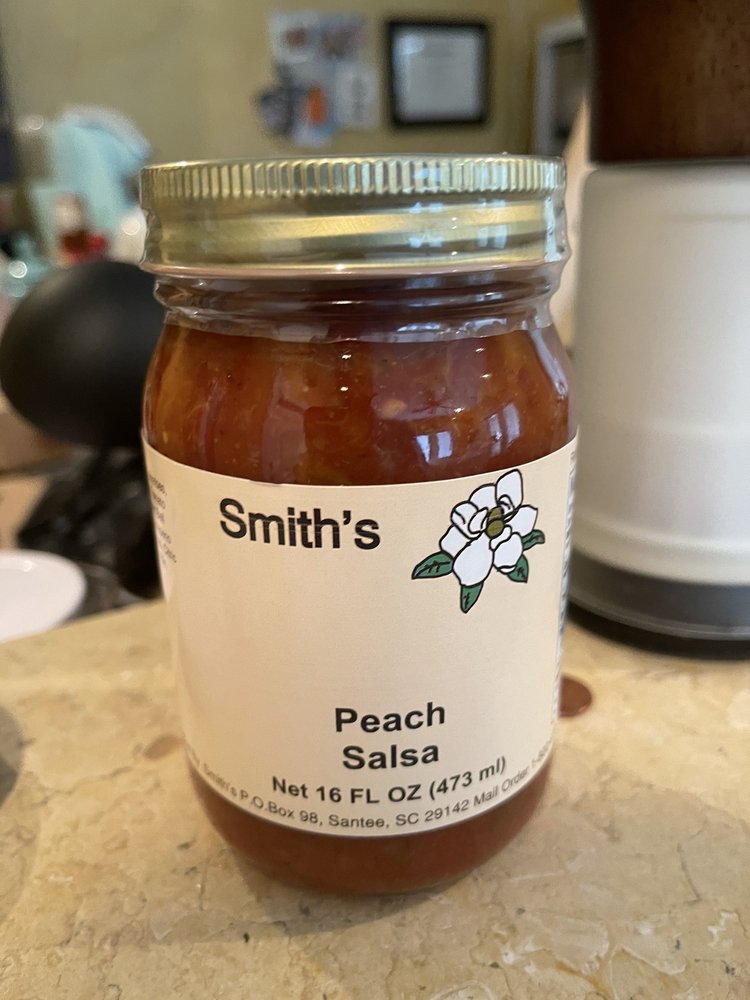 Smith's
Peach
Salsa
Net 16 FL OZ (473 ml)
Smith's P.O.Box 98, Santee, SC 29142 Mail Order